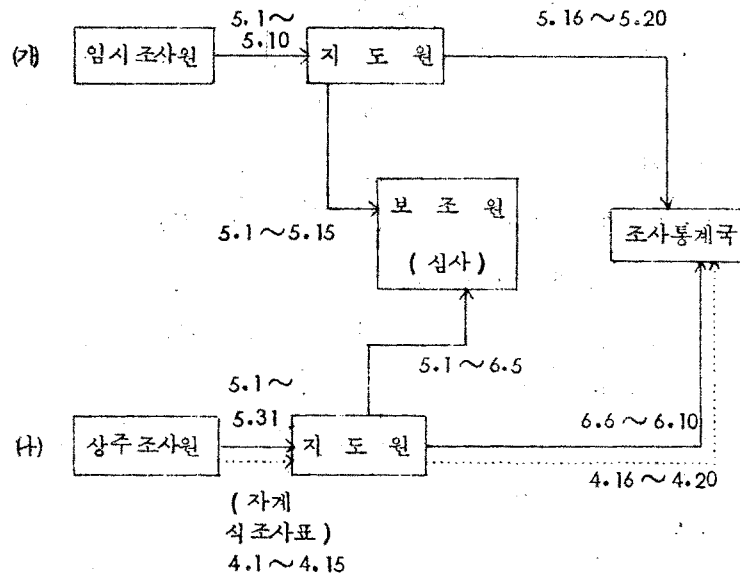 5.1～
5.10
5.16～5.20
(가)
임시조사원
지 도 원
보 조 원
(심사)
5.1～5.15
조사통계국
5.1～6.5
5.1～
5.31
6.6～6.10
(나)
상주조사원
지 도 원
4.16～4.20
(자계
식조사표)
4.1～4.15